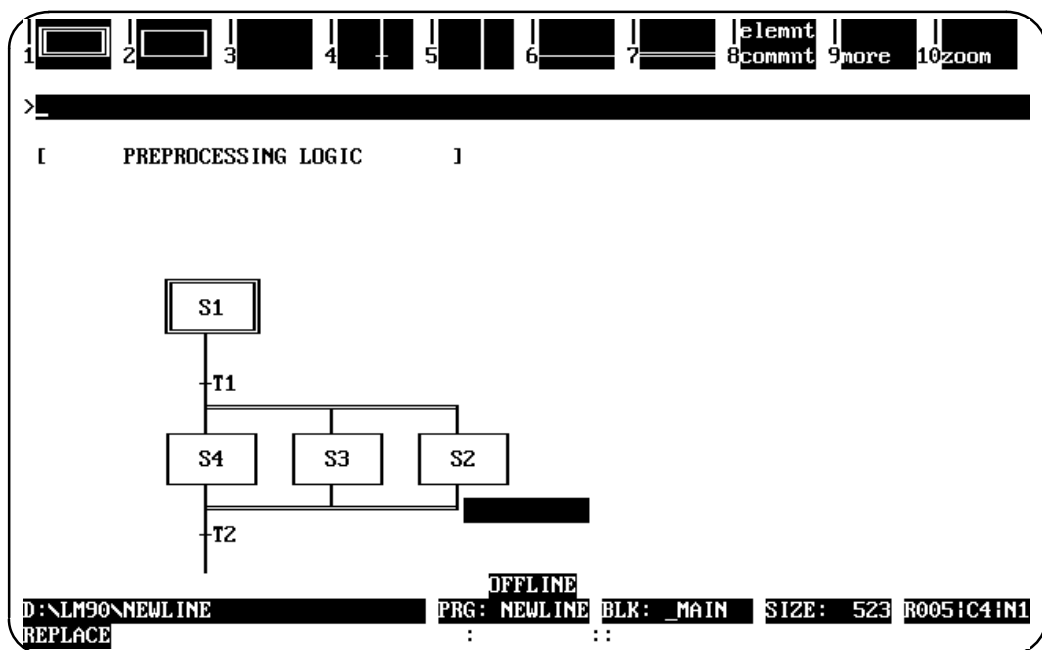 elemnt
1 2 3 4 5 6 7 8commnt 9more 10zoom
>_
[ PREPROCESSING LOGIC ]
S1
T1
S4 S3 S2
T2
OFFLINE
D:\LM90\NEWLINE PRG: NEWLINE BLK: _MAIN SIZE: 523 R005|C4|N1
REPLACE : ::